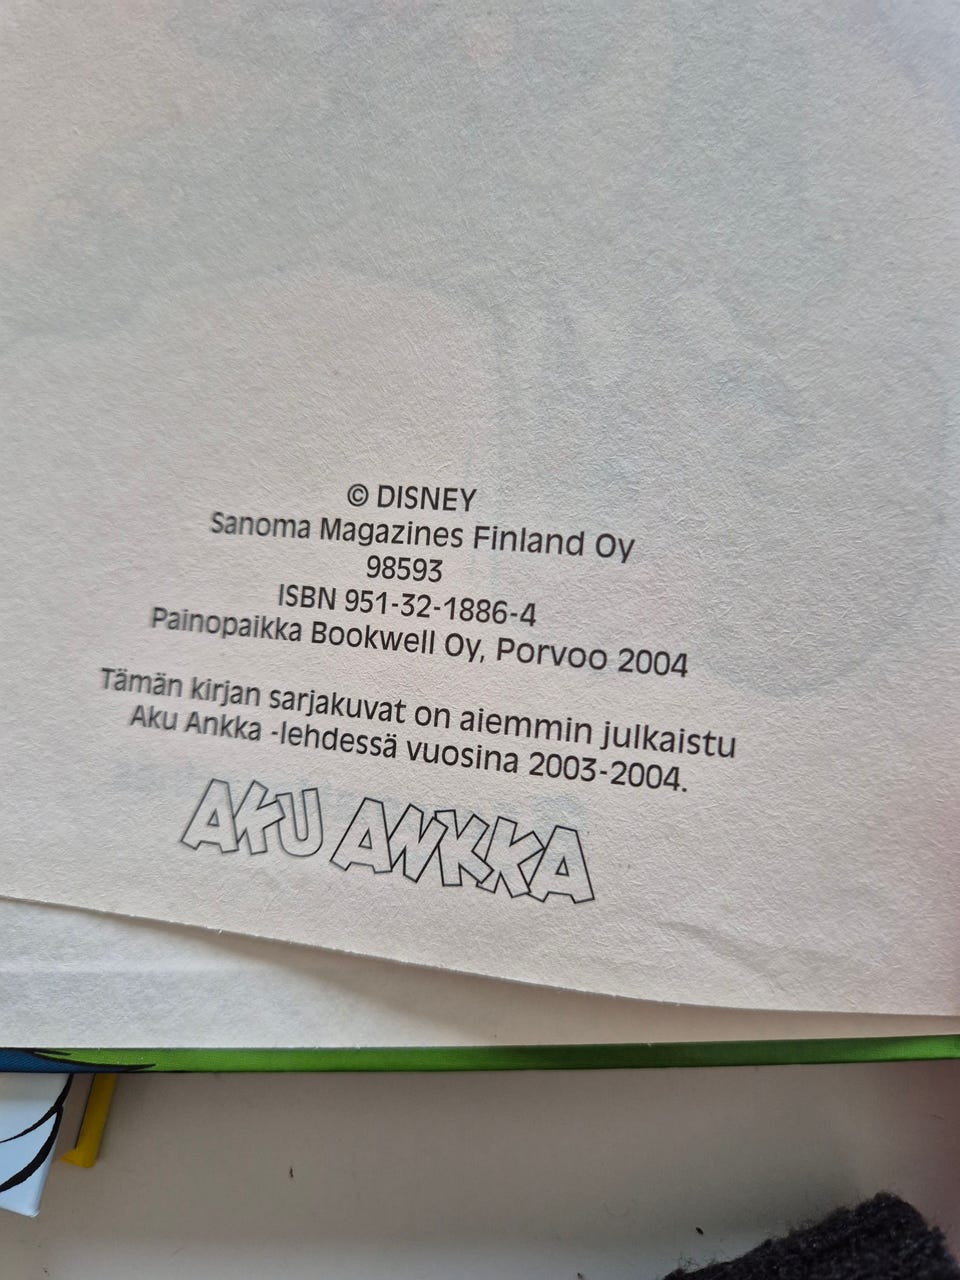 © DISNEY
Sanoma Magazines Finland Oy
98593
ISBN 951-32-1886-4
Painopaikka Bookwell Oy, Porvoo 2004
Tämän kirjan sarjakuvat on aiemmin julkaistu
Aku Ankka -lehdessä vuosina 2003-2004.
AKU ANKKA